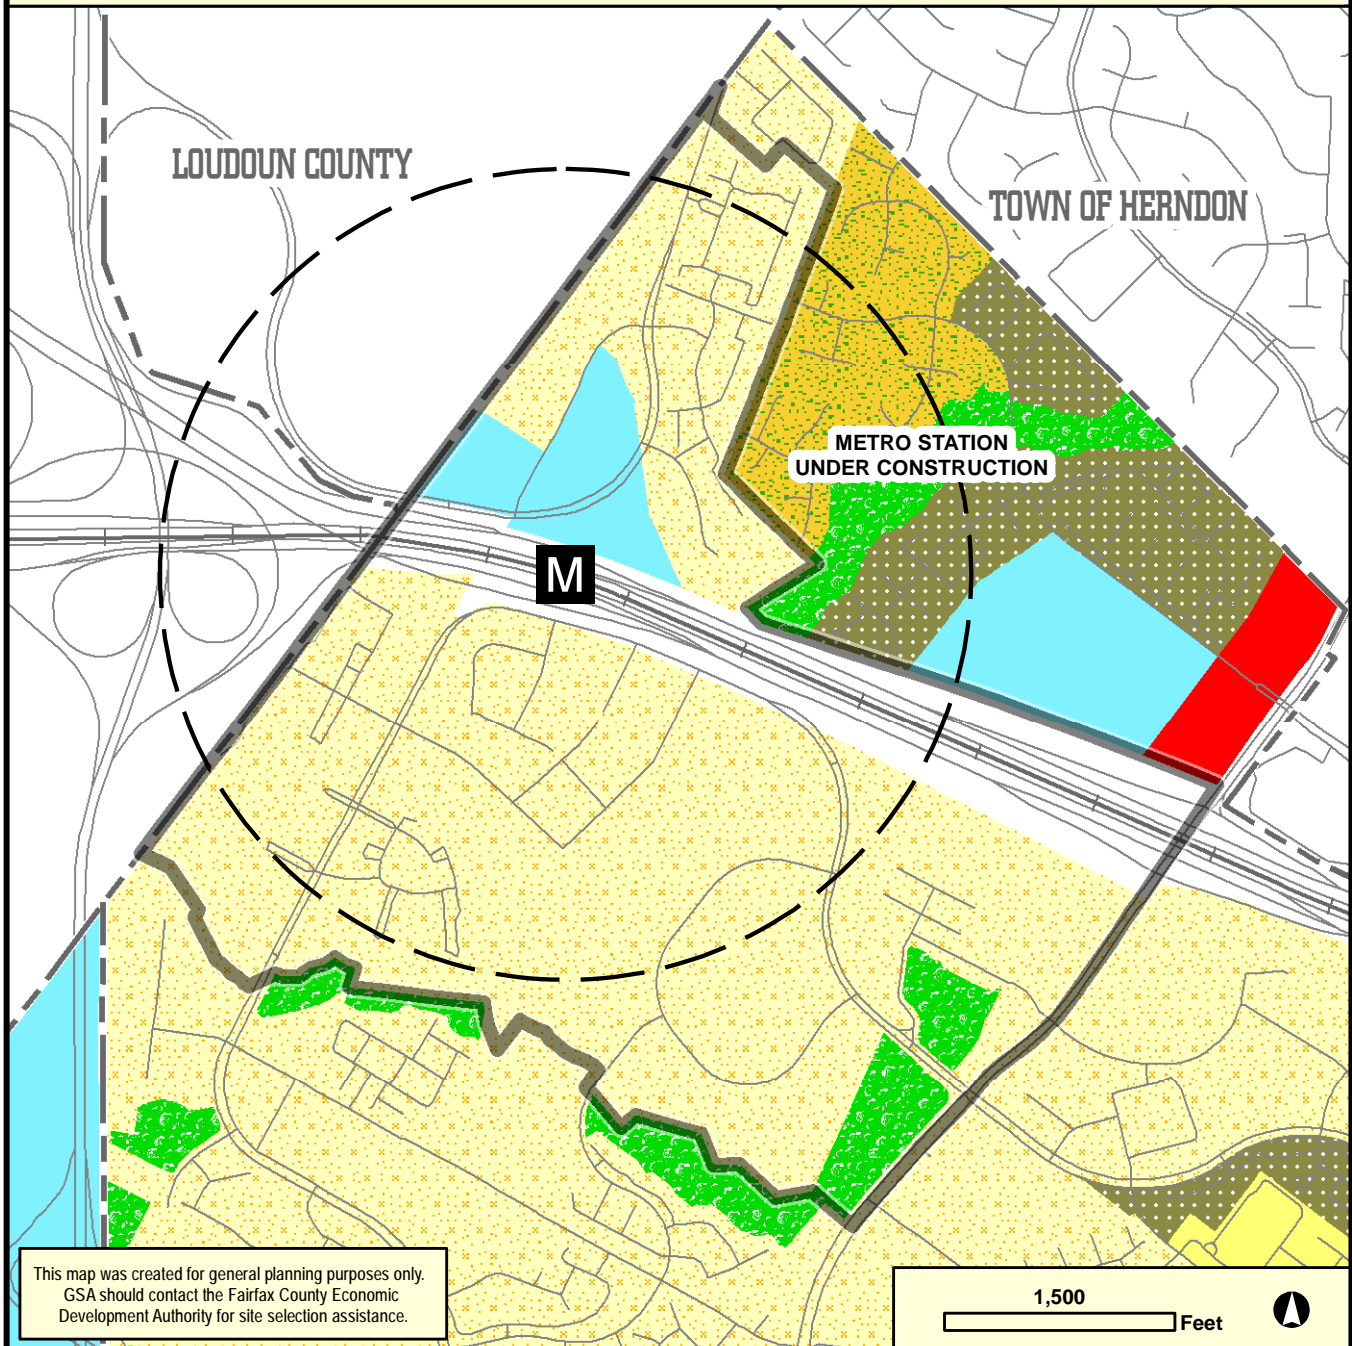 LOUDOUN COUNTY
TOWN OF HERNDON
METRO STATION
UNDER CONSTRUCTION
M
This map was created for general planning purposes only.
GSA should contact the Fairfax County Economic
Development Authority for site selection assistance.
1,500
Feet